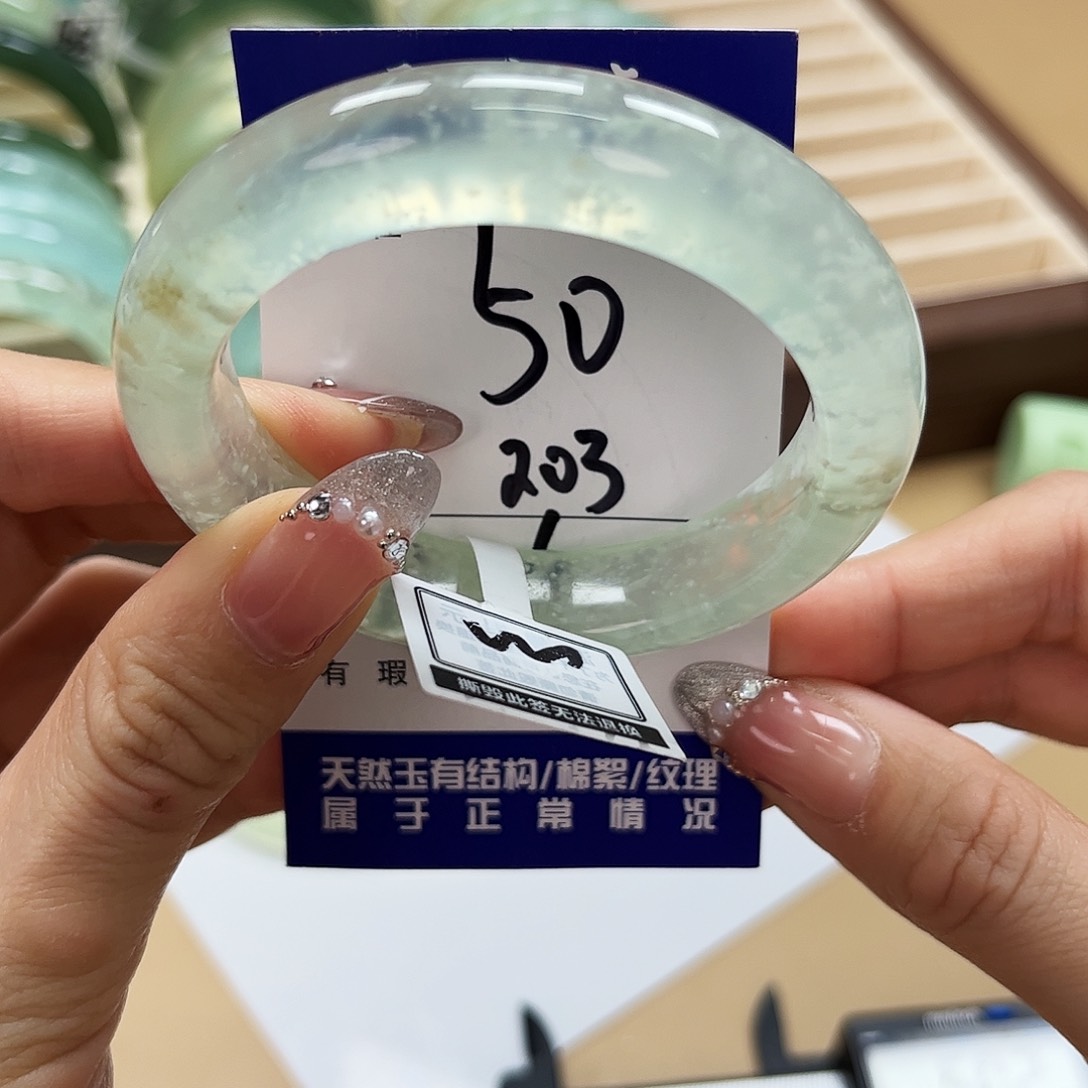 50
203
有 瑕
撕毁此签无法退换
天然玉有结构/棉絮/纹理
属于正常情况